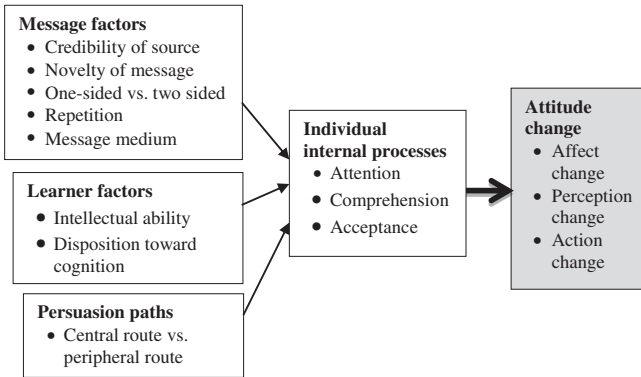 Message factors
• Credibility of source
• Novelty of message
• One-sided vs. two sided
• Repetition
• Message medium
Learner factors
• Intellectual ability
• Disposition toward
cognition
Persuasion paths
• Central route vs.
peripheral route
Individual
internal processes
• Attention
• Comprehension
• Acceptance
Attitude
change
• Affect
change
• Perception
change
• Action
change